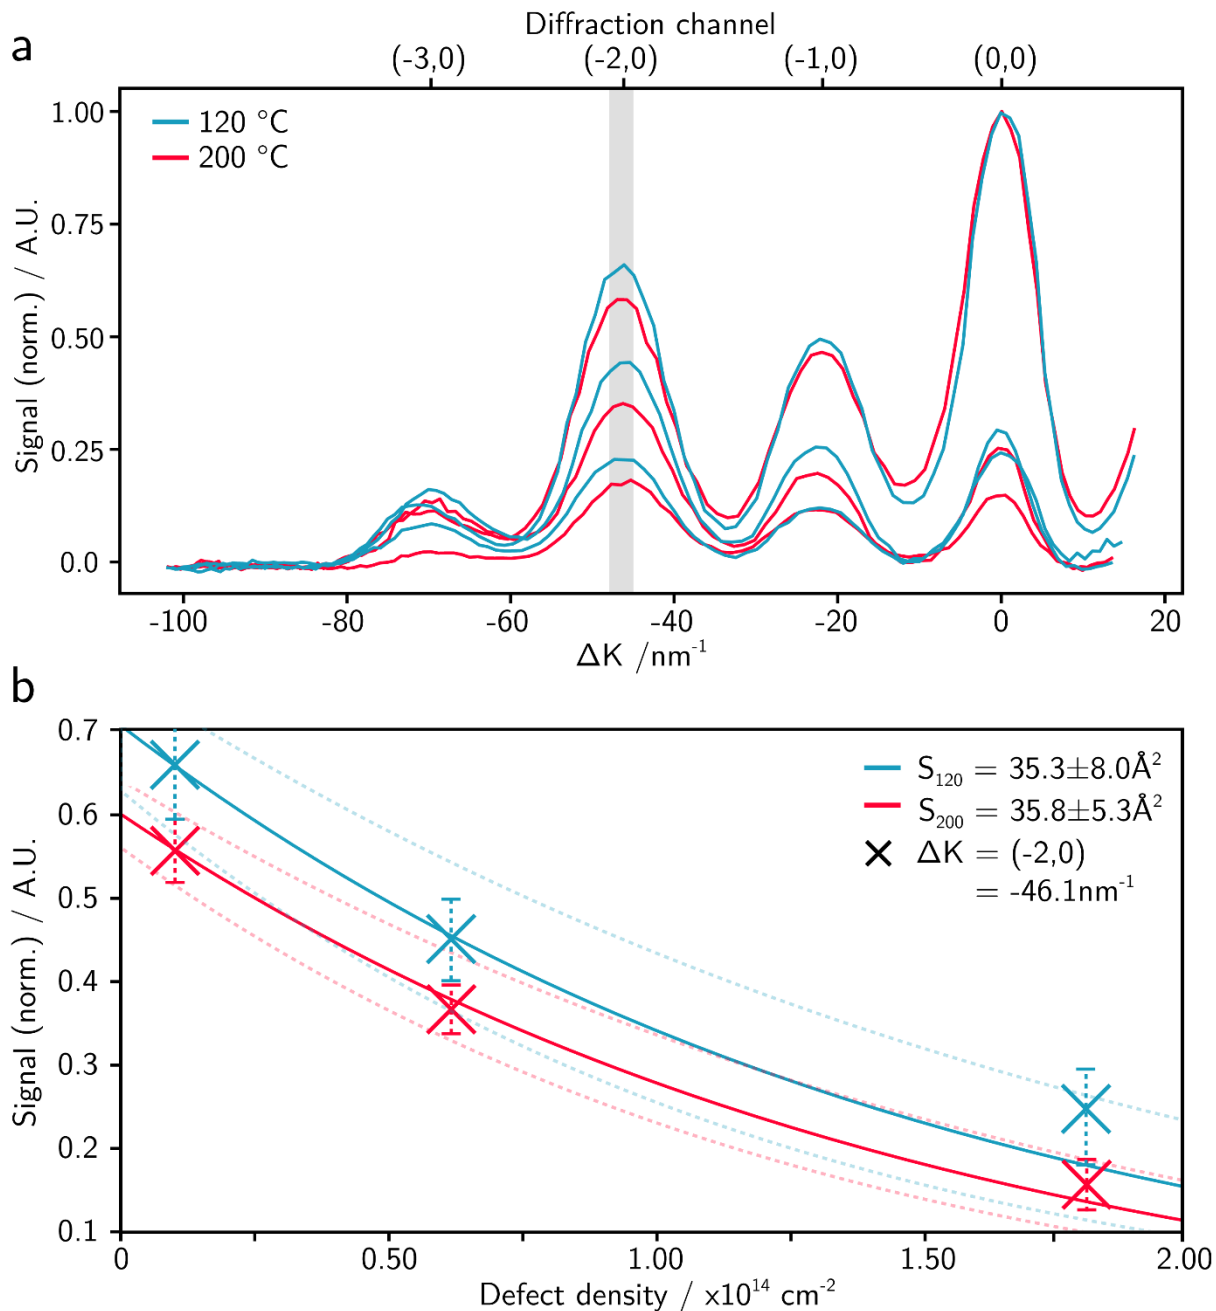 a
Diffraction channel
(-3,0) (-2,0) (-1,0) (0,0)
1.00
0.75
0.50
0.25
0.0
Signal (norm.) / A.U.
120 °C
200 °C
-100 -80 -60 -40 -20 0 20
ΔK /nm⁻¹
b
0.7
0.6
0.5
0.4
0.3
0.2
0.1
Signal (norm.) / A.U.
S₁₂₀ = 35.3±8.0Å²
S₂₀₀ = 35.8±5.3Å²
ΔK = (-2,0)
= -46.1nm⁻¹
0 0.50 1.00 1.50 2.00
Defect density / x10¹⁴ cm⁻²